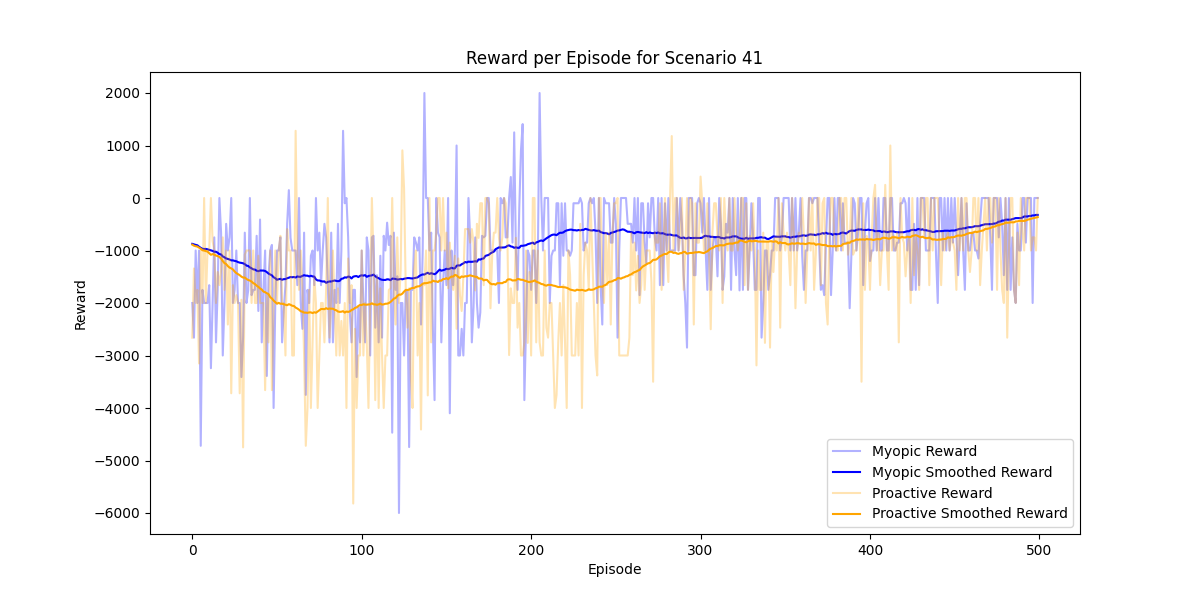 Reward per Episode for Scenario 41
Reward
2000
1000
0
−1000
−2000
−3000
−4000
−5000
−6000
0 100 200 300 400 500
Episode
Myopic Reward
Myopic Smoothed Reward
Proactive Reward
Proactive Smoothed Reward